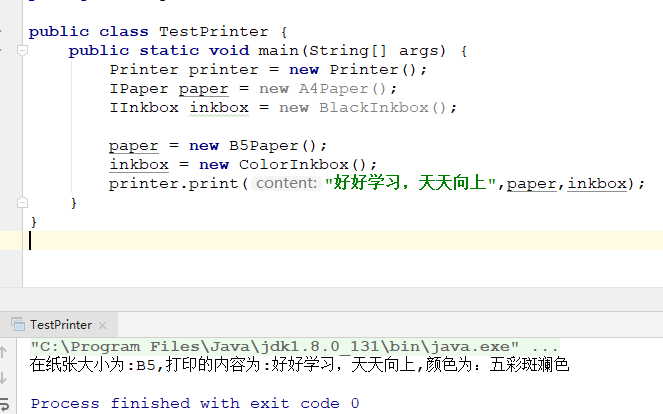 public class TestPrinter {
public static void main(String[] args) {
Printer printer = new Printer();
IPaper paper = new A4Paper();
IInkbox inkbox = new BlackInkbox();
paper = new B5Paper();
inkbox = new ColorInkbox();
printer.print( content: "好好学习，天天向上",paper,inkbox);
}
}
TestPrinter ×
"C:\Program Files\Java\jdk1.8.0_131\bin\java.exe" ...
在纸张大小为:B5,打印的内容为:好好学习，天天向上,颜色为：五彩斑斓色
Process finished with exit code 0